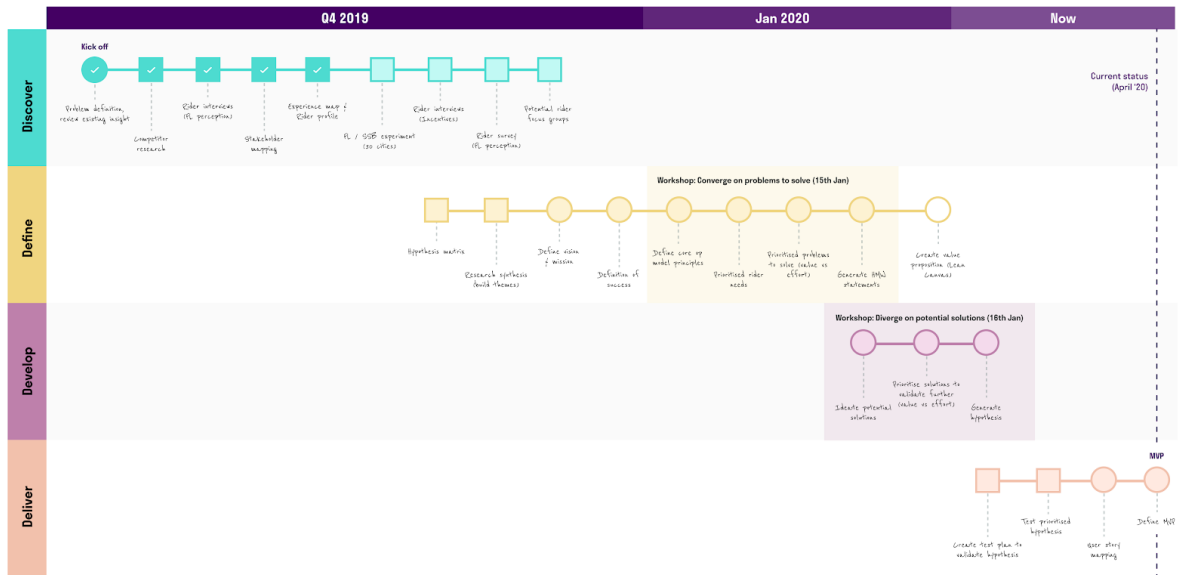 Q4 2019
Jan 2020
Now
Discover
Kick off
Current status
(April '20)
Problem definition,
review existing insight
Competitor
research
Rider interviews
(PL perception)
Stakeholder
mapping
Experience map &
Rider profile
PL / SSB experiment
(30 cities)
Rider interviews
(Incentives)
Rider survey
(PL perception)
Potential rider
focus groups
Define
Workshop: Converge on problems to solve (15th Jan)
Hypothesis matrix
Research sythesis
(build themes)
Define vision
& mission
Definition of
success
Define core op
model principles
Prioritised rider
needs
Prioritised problems
to solve (value vs
effort)
Generate HMW
statements
Create value
proposition (Lean
Canvas)
Develop
Workshop: Diverge on potential solutions (16th Jan)
Ideate potential
solutions
Prioritise solutions to
validate further
(value vs effort)
Generate
hypothesis
Deliver
MVP
Create test plan to
validate hypothesis
Test prioritised
hypothesis
User story
mapping
Define MVP